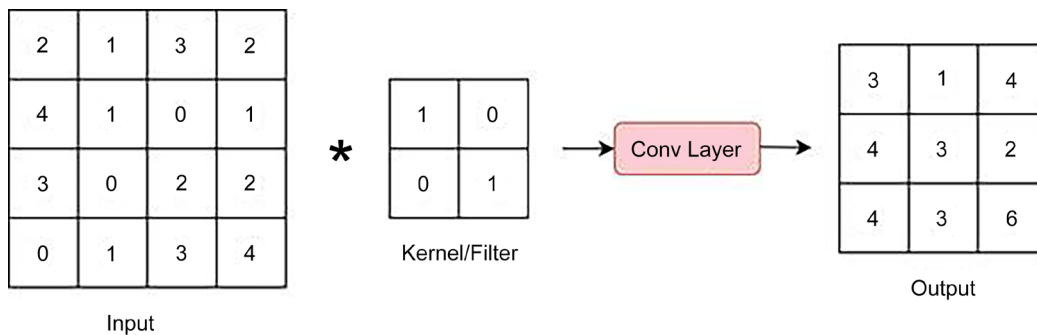 2 1 3 2
4 1 0 1
3 0 2 2
0 1 3 4
Input
*
1 0
0 1
Kernel/Filter
Conv Layer
3 1 4
4 3 2
4 3 6
Output